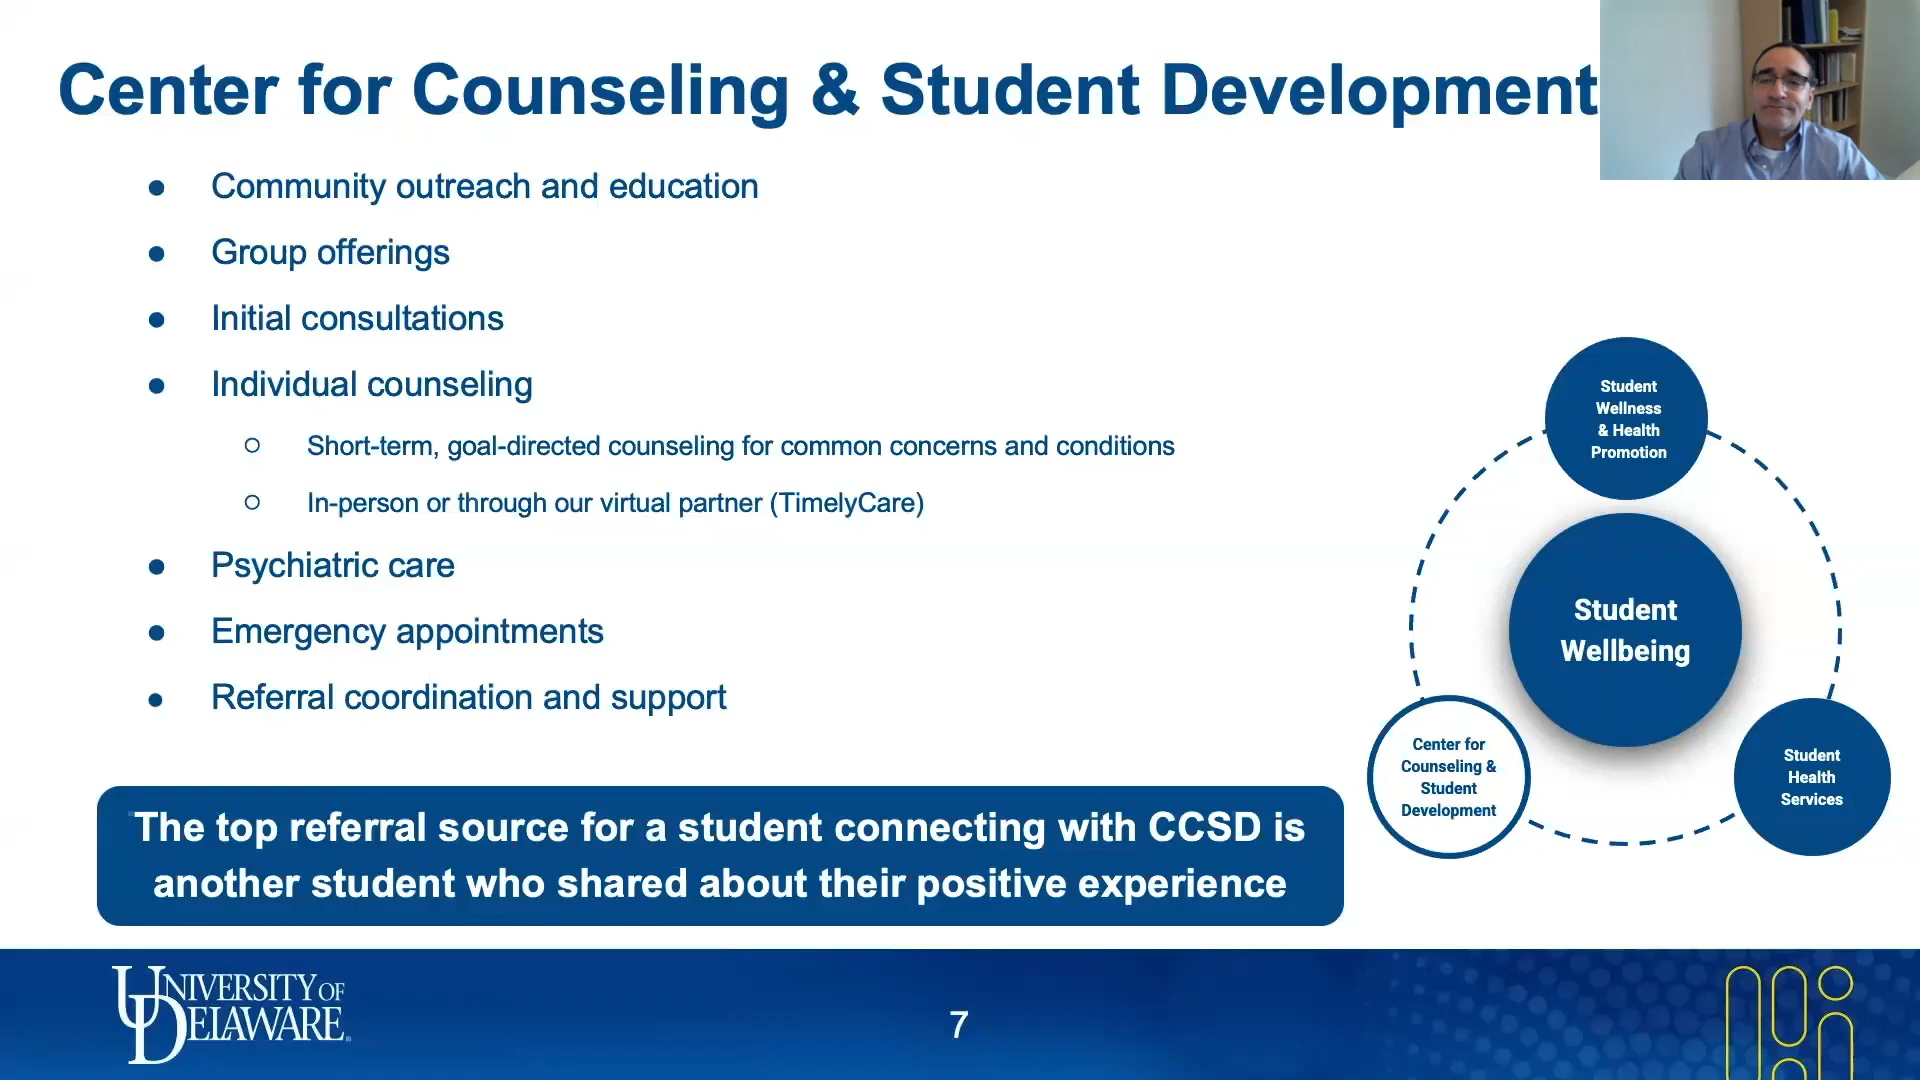 Center for Counseling & Student Development
● Community outreach and education
● Group offerings
● Initial consultations
● Individual counseling
○ Short-term, goal-directed counseling for common concerns and conditions
○ In-person or through our virtual partner (TimelyCare)
● Psychiatric care
● Emergency appointments
● Referral coordination and support
The top referral source for a student connecting with CCSD is
another student who shared about their positive experience
Student
Wellness
& Health
Promotion
Student
Wellbeing
Center for
Counseling &
Student
Development
Student
Health
Services
UNIVERSITY OF
DELAWARE.
7